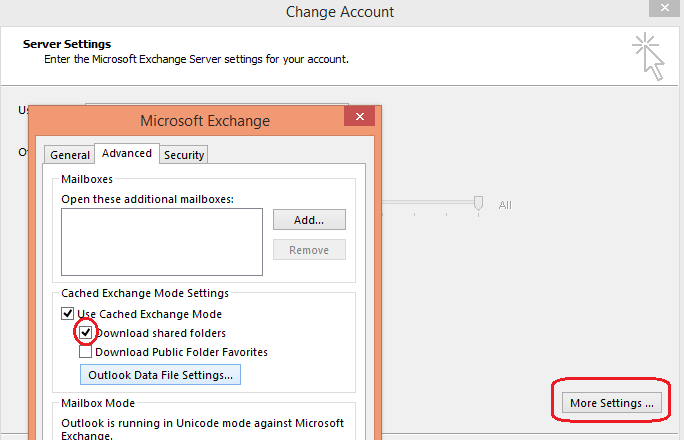 Change Account
Server Settings
Enter the Microsoft Exchange Server settings for your account.
Microsoft Exchange
General Advanced Security
Mailboxes
Open these additional mailboxes:
Add...
Remove
All
Cached Exchange Mode Settings
Use Cached Exchange Mode
Download shared folders
Download Public Folder Favorites
Outlook Data File Settings...
More Settings ...
Mailbox Mode
Outlook is running in Unicode mode against Microsoft
Exchange.